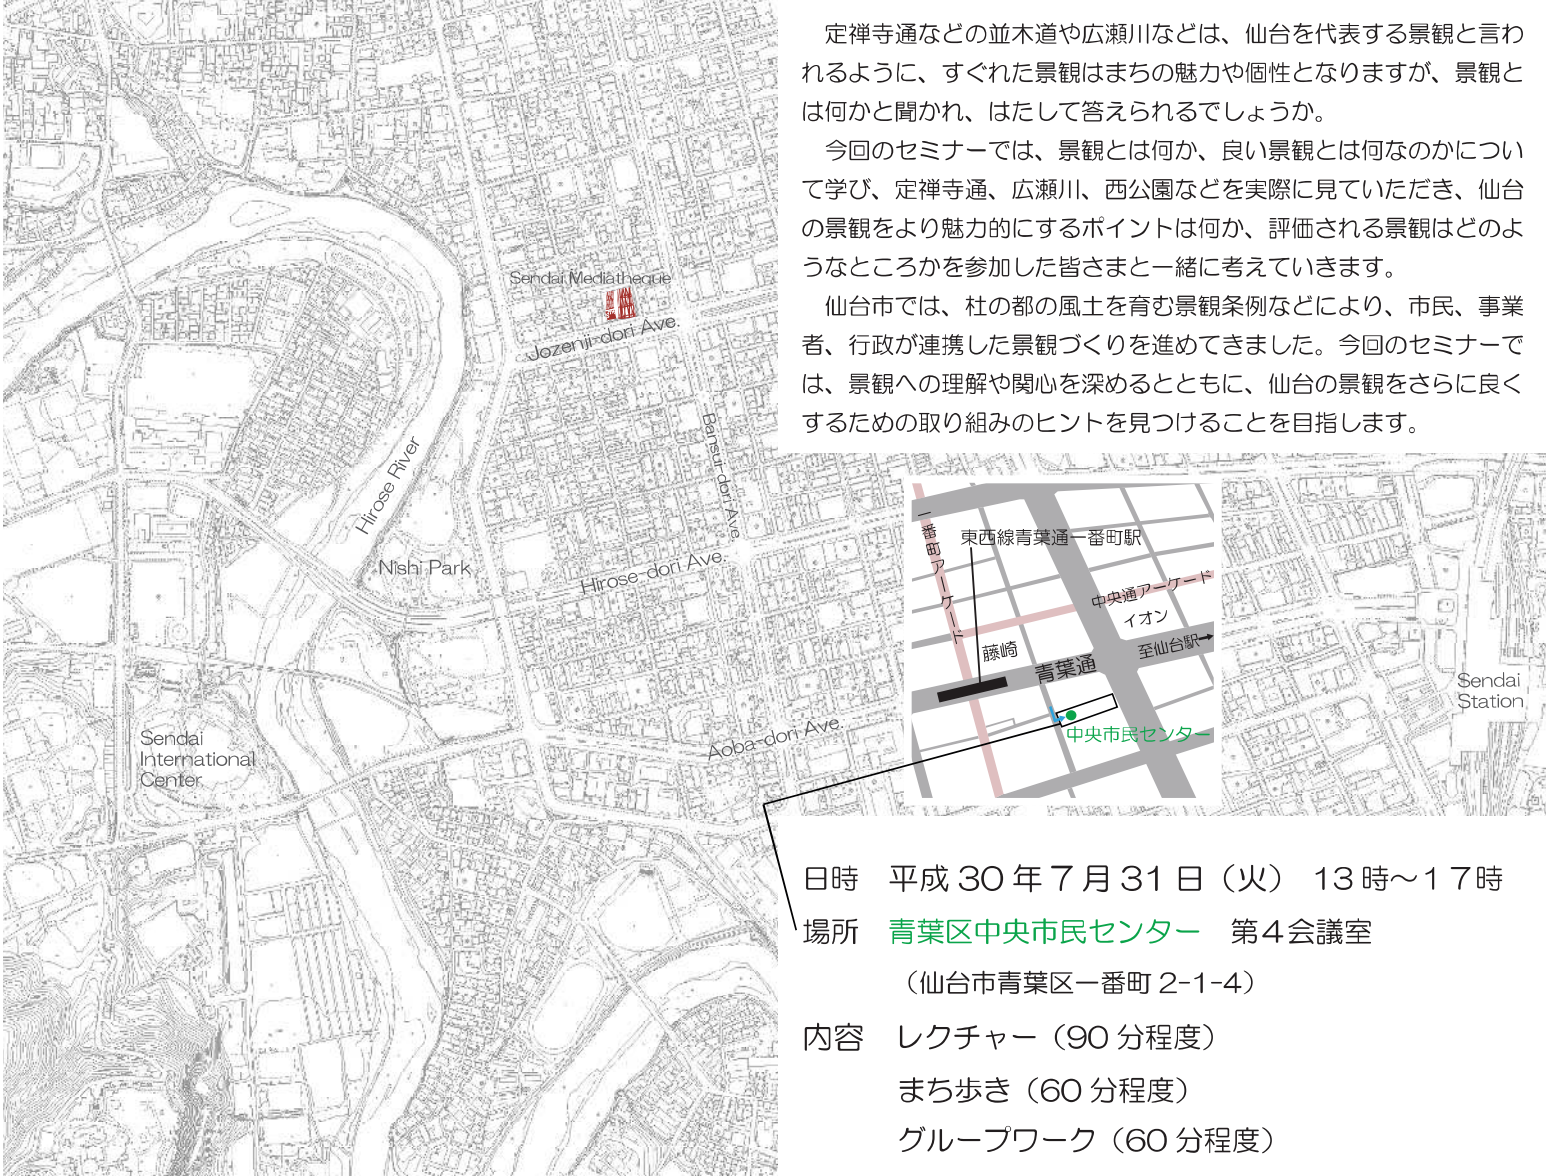 定禅寺通などの並木道や広瀬川などは、仙台を代表する景観と言わ
れるように、すぐれた景観はまちの魅力や個性となりますが、景観と
は何かと聞かれ、はたして答えられるでしょうか。
今回のセミナーでは、景観とは何か、良い景観とは何なのかについ
て学び、定禅寺通、広瀬川、西公園などを実際に見ていただき、仙台
の景観をより魅力的にするポイントは何か、評価される景観はどのよ
うなところかを参加した皆さまと一緒に考えていきます。
仙台市では、杜の都の風土を育む景観条例などにより、市民、事業
者、行政が連携した景観づくりを進めてきました。今回のセミナーで
は、景観への理解や関心を深めるとともに、仙台の景観をさらに良く
するための取り組みのヒントを見つけることを目指します。
Sendai Mediatheque
Jozenji-dori Ave.
Bansui-dori Ave.
Hirose River
Nishi Park
Hirose-dori Ave.
Aoba-dori Ave.
Sendai
International
Center
Sendai
Station
一番町アーケード
東西線青葉通一番町駅
中央通アーケード
イオン
藤崎
青葉通
至仙台駅→
中央市民センター
日時 平成30年7月31日（火） 13時～17時
場所 青葉区中央市民センター 第4会議室
（仙台市青葉区一番町2-1-4）
内容 レクチャー（90分程度）
まち歩き（60分程度）
グループワーク（60分程度）